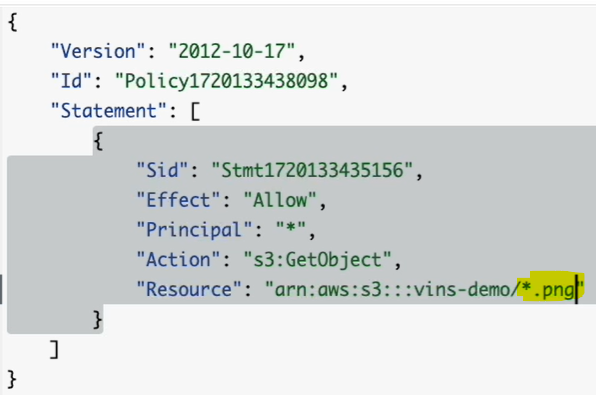 {
"Version": "2012-10-17",
"Id": "Policy1720133438098",
"Statement": [
{
"Sid": "Stmt1720133435156",
"Effect": "Allow",
"Principal": "*",
"Action": "s3:GetObject",
"Resource": "arn:aws:s3:::vins-demo/*.png"
}
]
}